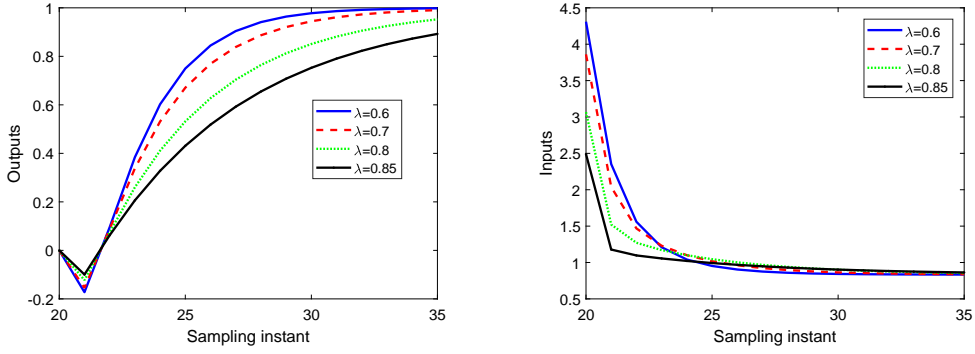 1
0.8
0.6
0.4
0.2
0
-0.2
Outputs
λ=0.6
λ=0.7
λ=0.8
λ=0.85
20
25
30
35
Sampling instant
4.5
4
3.5
3
2.5
2
1.5
1
0.5
Inputs
λ=0.6
λ=0.7
λ=0.8
λ=0.85
20
25
30
35
Sampling instant